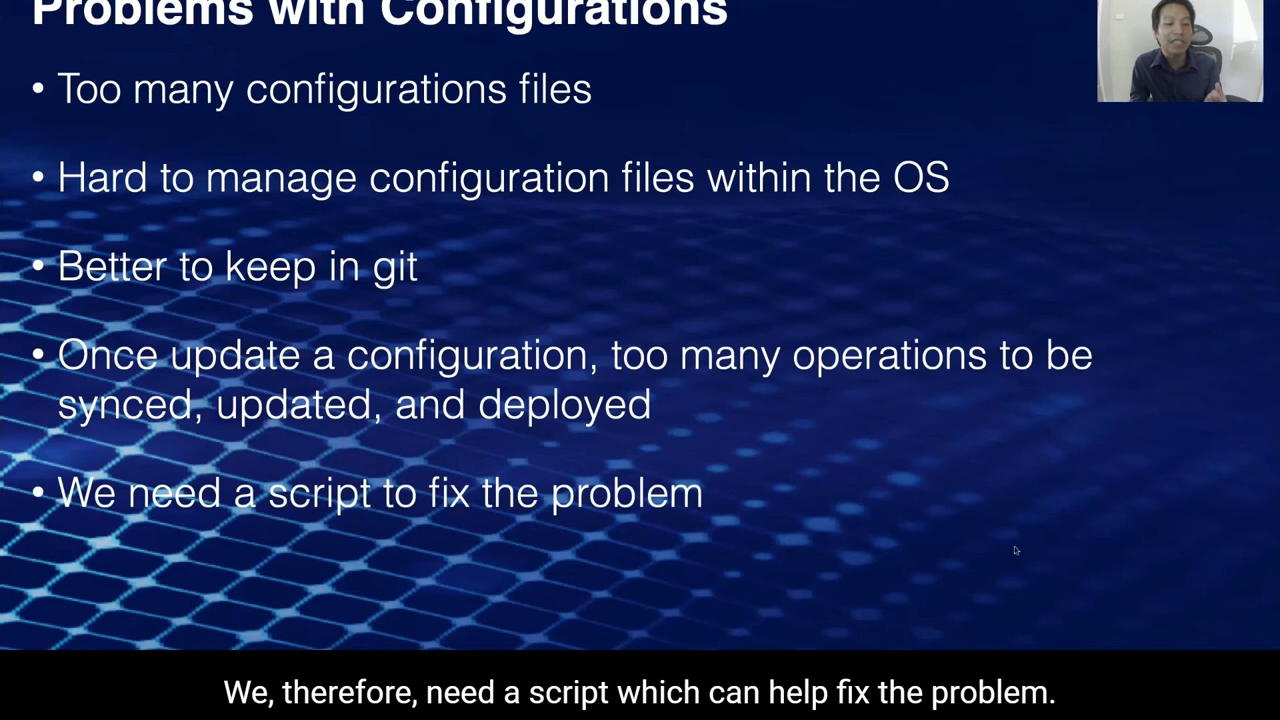 Problems with Configurations
• Too many configurations files
• Hard to manage configuration files within the OS
• Better to keep in git
• Once update a configuration, too many operations to be
synced, updated, and deployed
• We need a script to fix the problem
We, therefore, need a script which can help fix the problem.